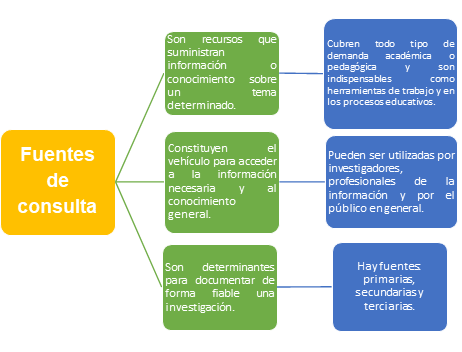 Fuentes
de
consulta
Son recursos que
suministran
información o
conocimiento sobre
un tema
determinado.
Cubren todo tipo de
demanda académica o
pedagógica y son
indispensables como
herramientas de trabajo y en
los procesos educativos.
Constituyen el
vehículo para acceder
a la información
necesaria y al
conocimiento
general.
Pueden ser utilizadas por
investigadores,
profesionales de la
información y por el
público en general.
Son determinantes
para documentar de
forma fiable una
investigación.
Hay fuentes:
primarias,
secundarias y
terciarias.